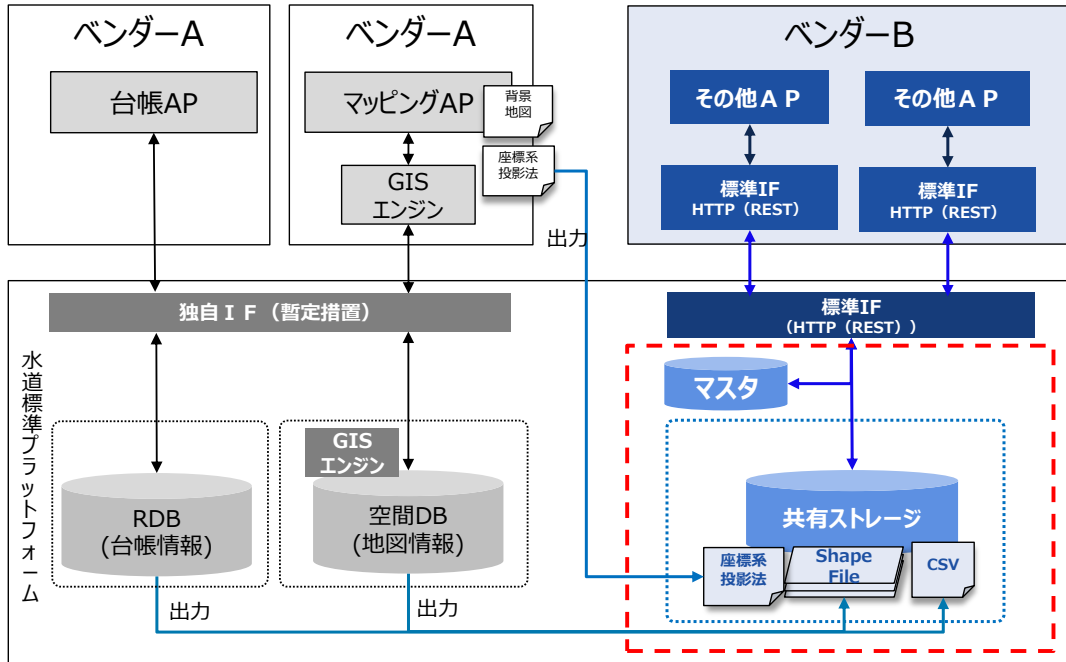 ベンダーA
台帳AP
ベンダーA
マッピングAP
背景
地図
座標系
投影法
GIS
エンジン
出力
ベンダーB
その他ＡＰ
その他ＡＰ
標準IF
HTTP（REST）
標準IF
HTTP（REST）
独自ＩＦ（暫定措置）
標準IF
（HTTP（REST））
水道標準プラットフォーム
マスタ
GIS
エンジン
RDB
(台帳情報)
空間DB
(地図情報)
共有ストレージ
座標系
投影法
Shape
File
CSV
出力
出力